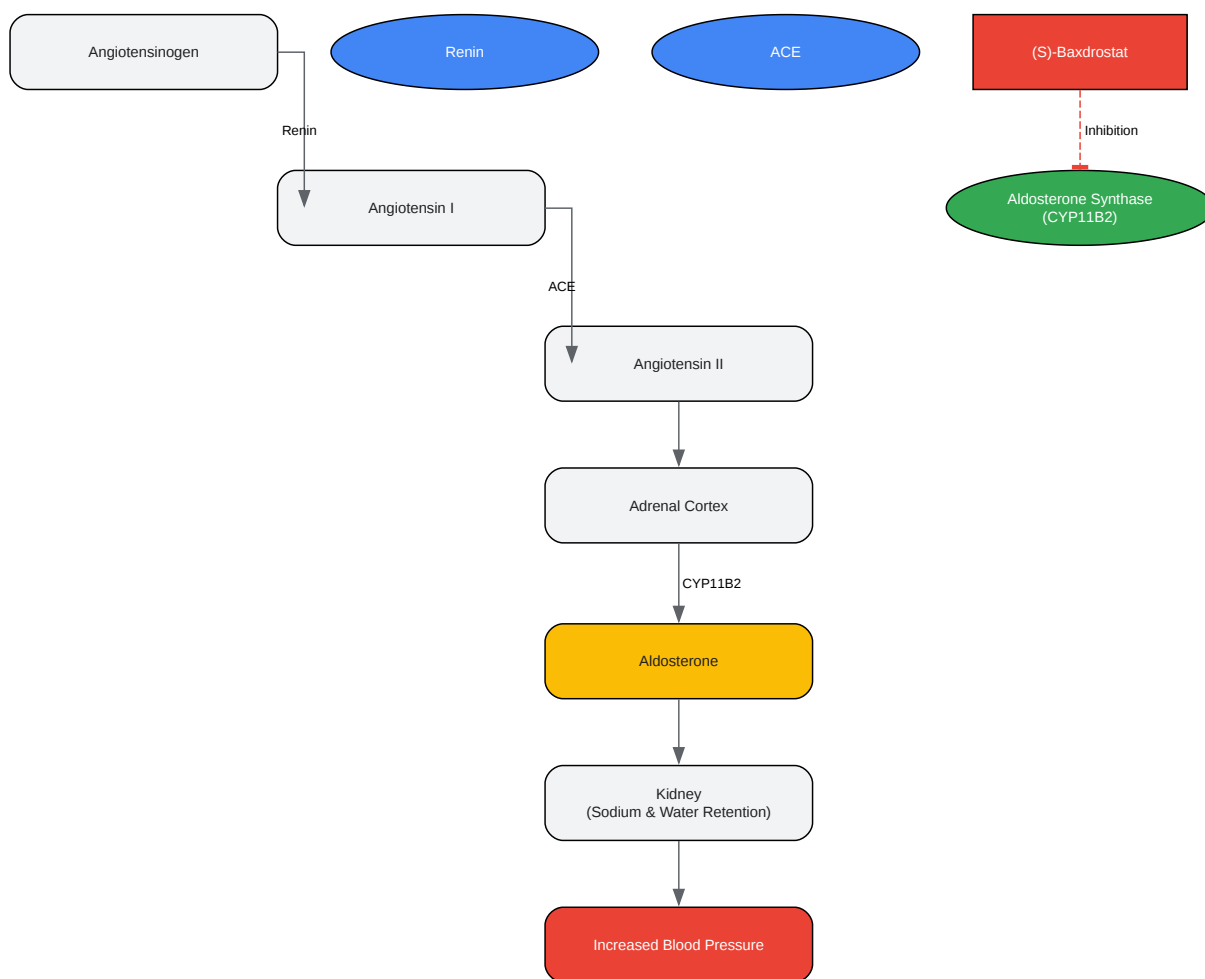 Angiotensinogen
Renin
ACE
(S)-Baxdrostat
Renin
Inhibition
Angiotensin I
Aldosterone Synthase
(CYP11B2)
ACE
Angiotensin II
Adrenal Cortex
CYP11B2
Aldosterone
Kidney
(Sodium & Water Retention)
Increased Blood Pressure